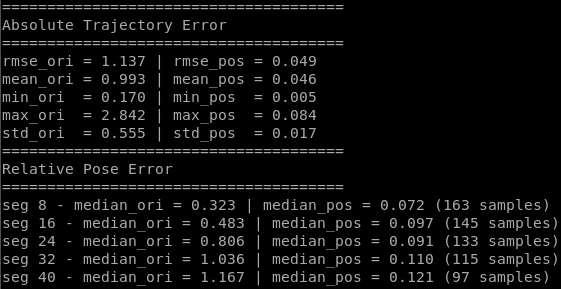 ======================================
Absolute Trajectory Error
======================================
rmse_ori = 1.137 | rmse_pos = 0.049
mean_ori = 0.993 | mean_pos = 0.046
min_ori  = 0.170 | min_pos  = 0.005
max_ori  = 2.842 | max_pos  = 0.084
std_ori  = 0.555 | std_pos  = 0.017
======================================
Relative Pose Error
======================================
seg 8 - median_ori = 0.323 | median_pos = 0.072 (163 samples)
seg 16 - median_ori = 0.483 | median_pos = 0.097 (145 samples)
seg 24 - median_ori = 0.806 | median_pos = 0.091 (133 samples)
seg 32 - median_ori = 1.036 | median_pos = 0.110 (115 samples)
seg 40 - median_ori = 1.167 | median_pos = 0.121 (97 samples)